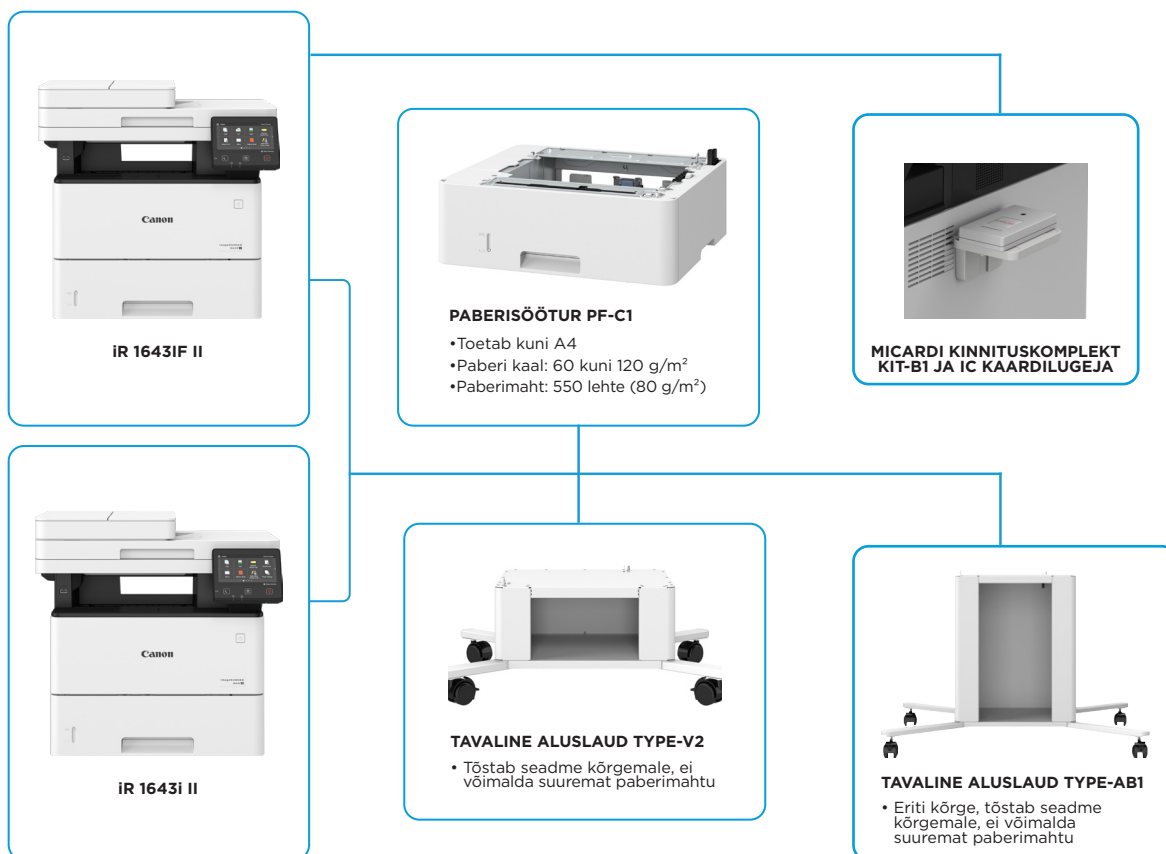 Canon
iR 1643IF II
PABERISÖÖTUR PF-C1
•Toetab kuni A4
•Paberi kaal: 60 kuni 120 g/m²
•Paberimaht: 550 lehte (80 g/m²)
MICARDI KINNITUSKOMPLEKT
KIT-B1 JA IC KAARDILUGEJA
Canon
iR 1643i II
TAVALINE ALUSLAUD TYPE-V2
• Tõstab seadme kõrgemale, ei
võimalda suuremat paberimahtu
TAVALINE ALUSLAUD TYPE-AB1
• Eriti kõrge, tõstab seadme
kõrgemale, ei võimalda
suuremat paberimahtu